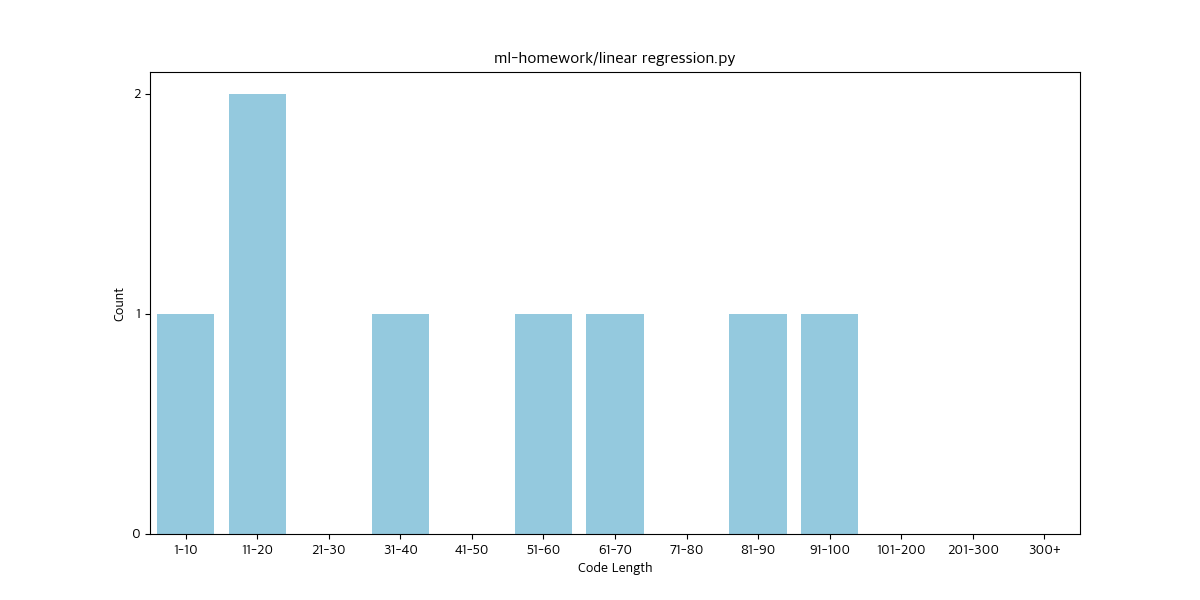 ml-homework/linear regression.py
2
1
0
Count
1-10 11-20 21-30 31-40 41-50 51-60 61-70 71-80 81-90 91-100 101-200 201-300 300+
Code Length